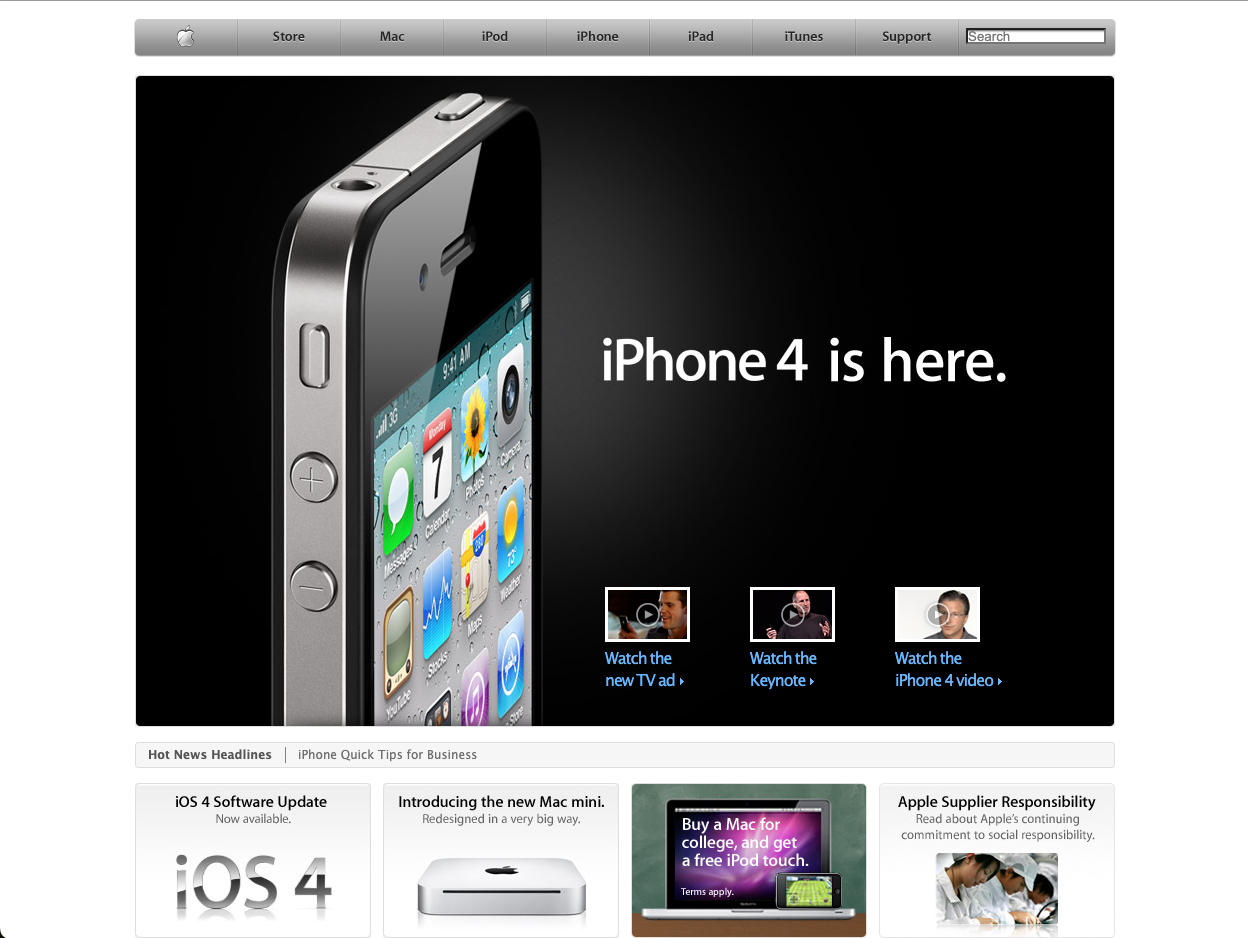 Store
Mac
iPod
iPhone
iPad
iTunes
Support
Search
9:41 AM
3G
Monday
7
Messages
Calendar
Photos
Camera
280
73°
YouTube
Stocks
Maps
Weather
Store
iPhone 4 is here.
Watch the
new TV ad
Watch the
Keynote
Watch the
iPhone 4 video
Hot News Headlines
iPhone Quick Tips for Business
iOS 4 Software Update
Now available.
iOS 4
Introducing the new Mac mini.
Redesigned in a very big way.
Buy a Mac for
college, and get
a free iPod touch.
Terms apply.
Apple Supplier Responsibility
Read about Apple's continuing
commitment to social responsibility.